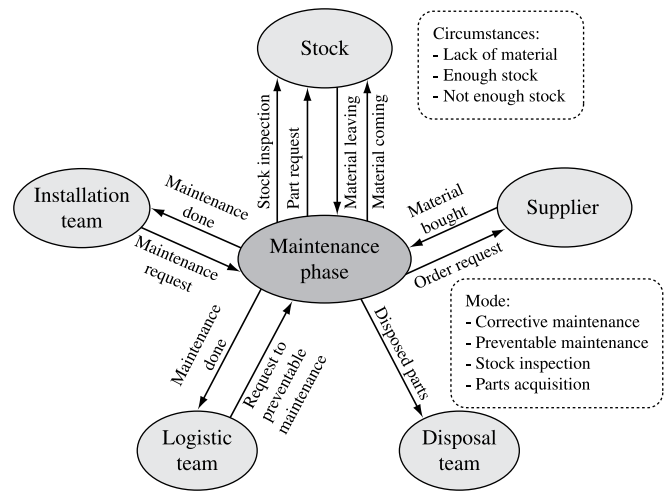 Stock
Circumstances:
- Lack of material
- Enough stock
- Not enough stock
Stock inspection
Part request
Material leaving
Material coming
Installation
team
Maintenance
done
Maintenance
request
Maintenance
phase
Material
bought
Order request
Supplier
Mode:
- Corrective maintenance
- Preventable maintenance
- Stock inspection
- Parts acquisition
Maintenance
done
Request to
preventable
maintenance
Disposed parts
Logistic
team
Disposal
team